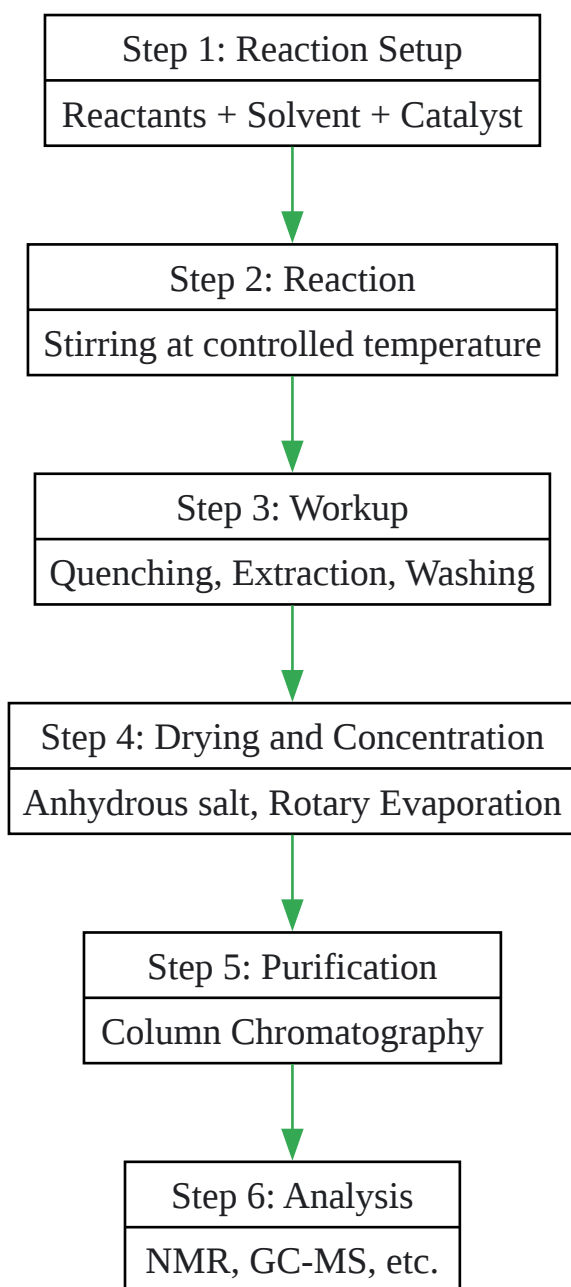 Step 1: Reaction Setup
Reactants + Solvent + Catalyst
Step 2: Reaction
Stirring at controlled temperature
Step 3: Workup
Quenching, Extraction, Washing
Step 4: Drying and Concentration
Anhydrous salt, Rotary Evaporation
Step 5: Purification
Column Chromatography
Step 6: Analysis
NMR, GC-MS, etc.